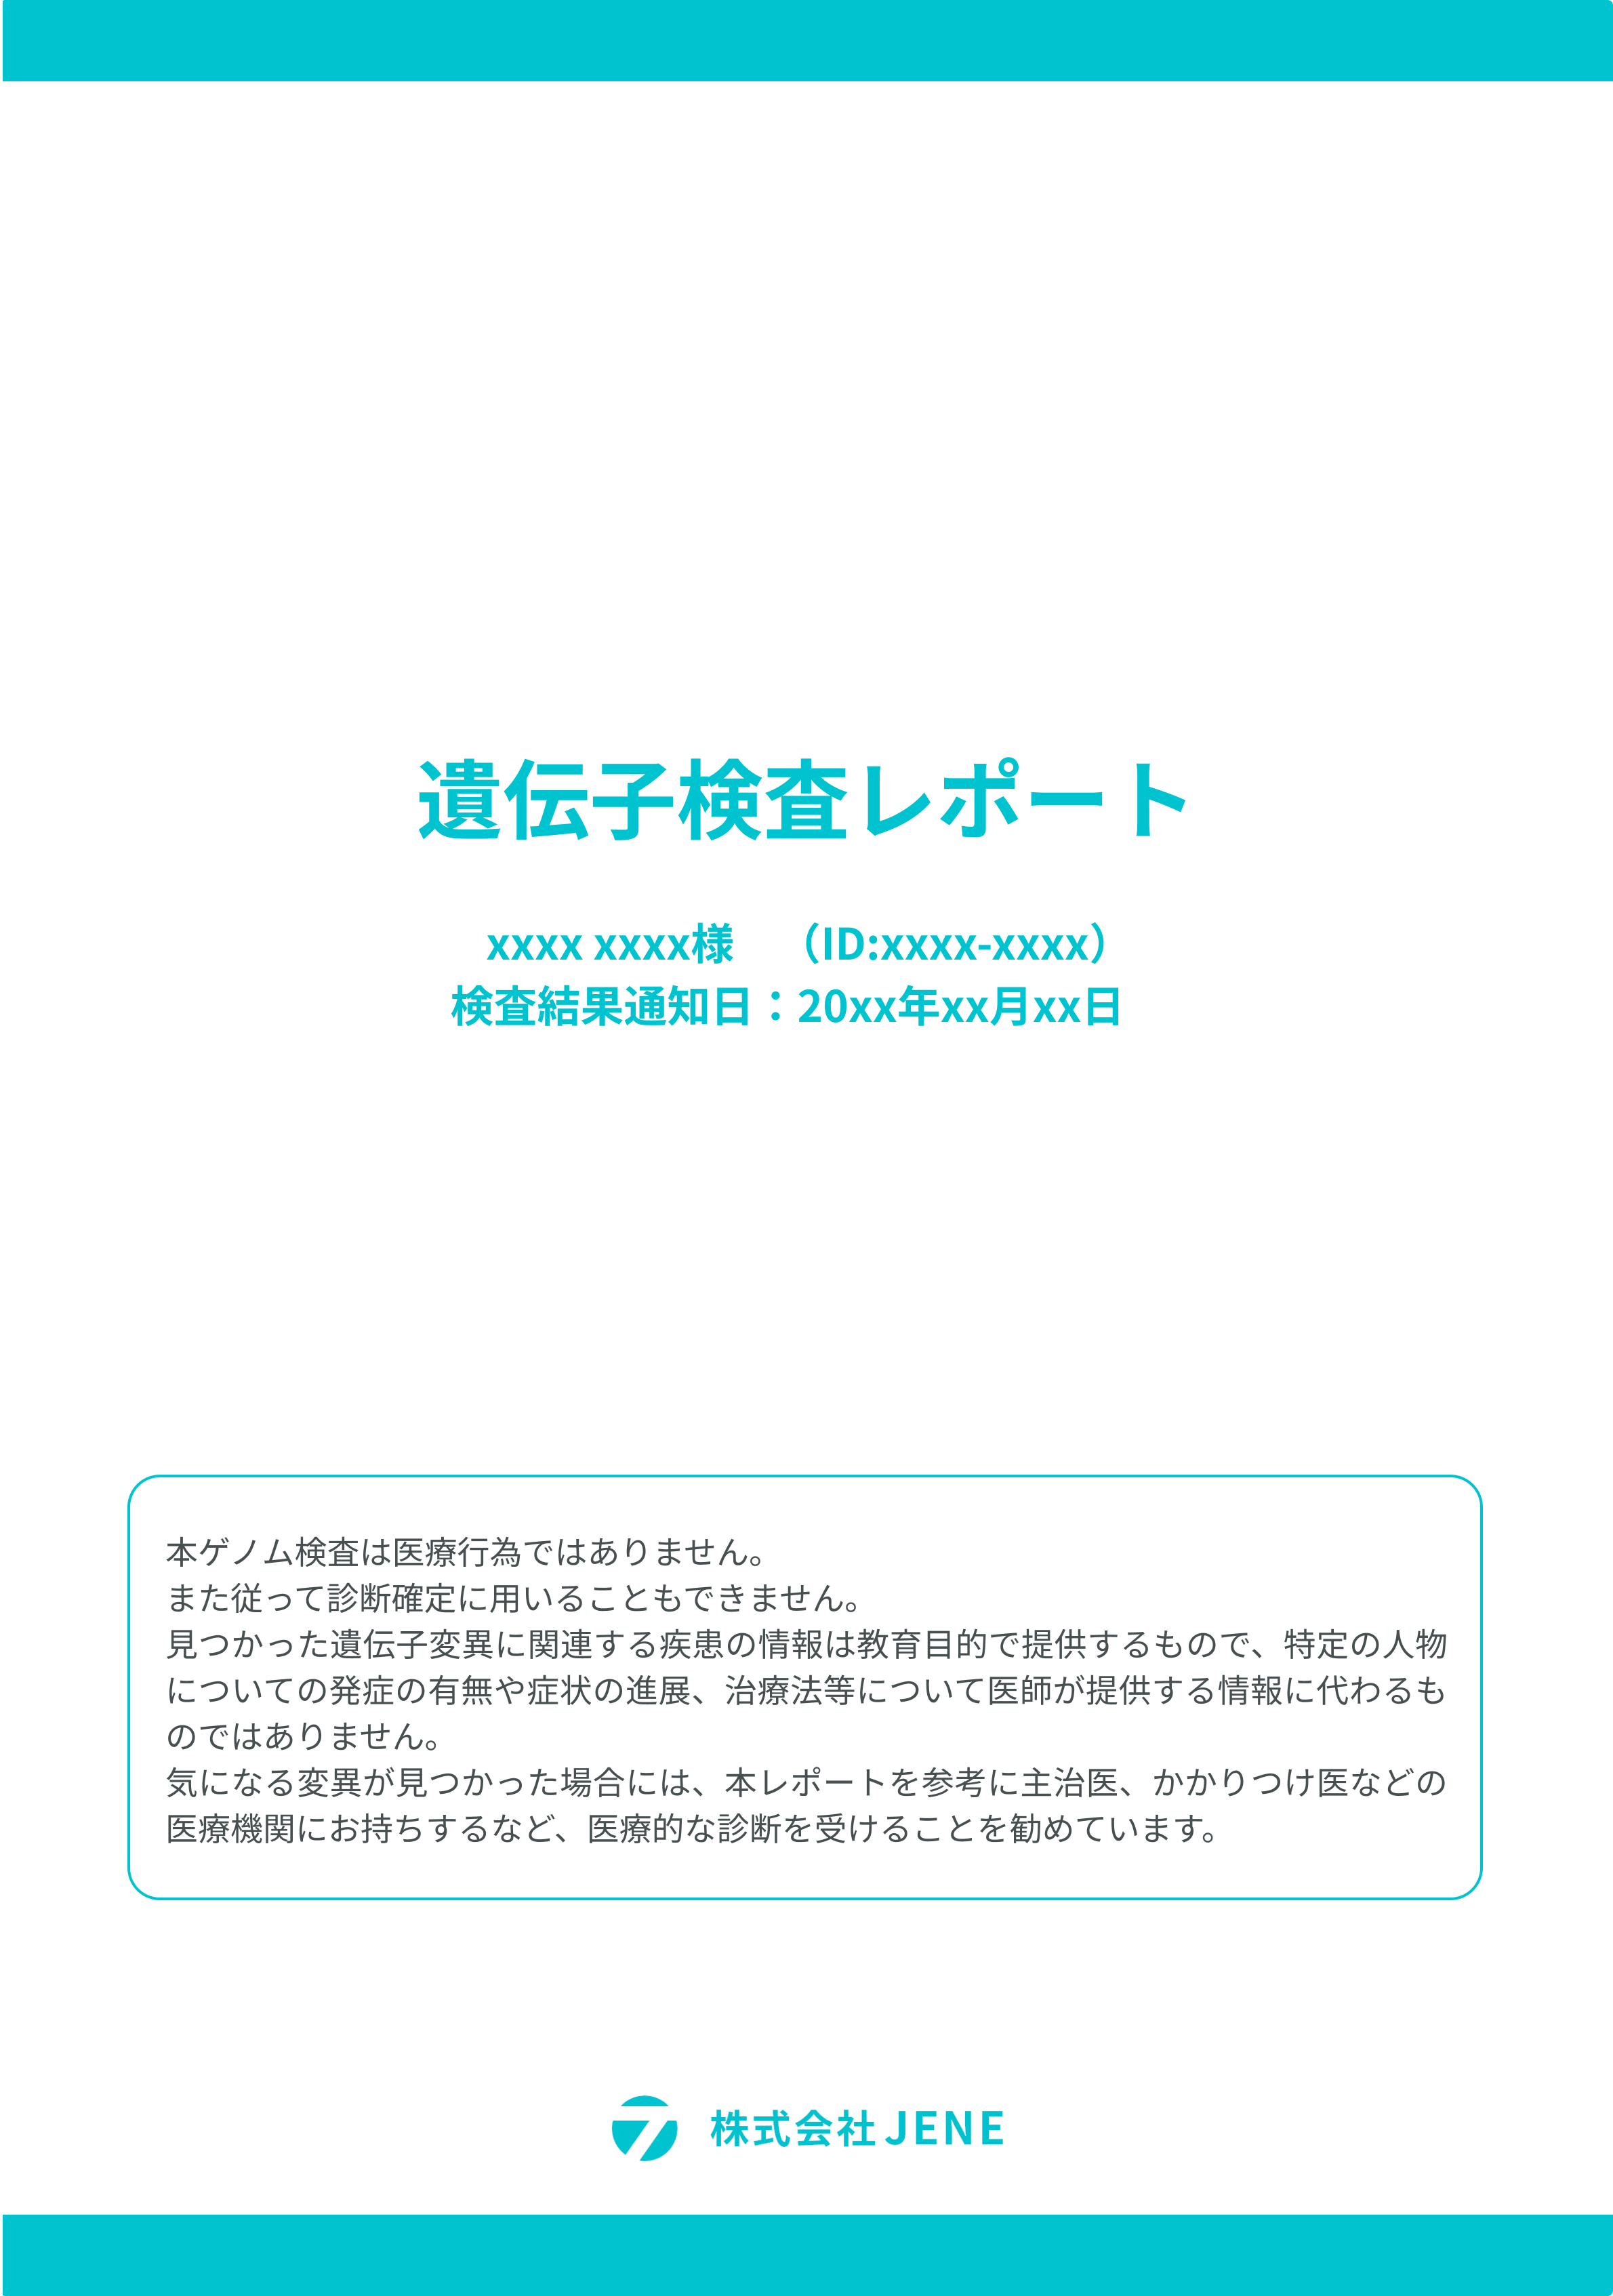 遺伝子検査レポート
xxxx xxxx様　（ID:xxxx-xxxx）
検査結果通知日：20xx年xx月xx日
本ゲノム検査は医療行為ではありません。
また従って診断確定に用いることもできません。
見つかった遺伝子変異に関連する疾患の情報は教育目的で提供するもので、特定の人物
についての発症の有無や症状の進展、治療法等について医師が提供する情報に代わるも
のではありません。
気になる変異が見つかった場合には、本レポートを参考に主治医、かかりつけ医などの
医療機関にお持ちするなど、医療的な診断を受けることを勧めています。
株式会社 JENE